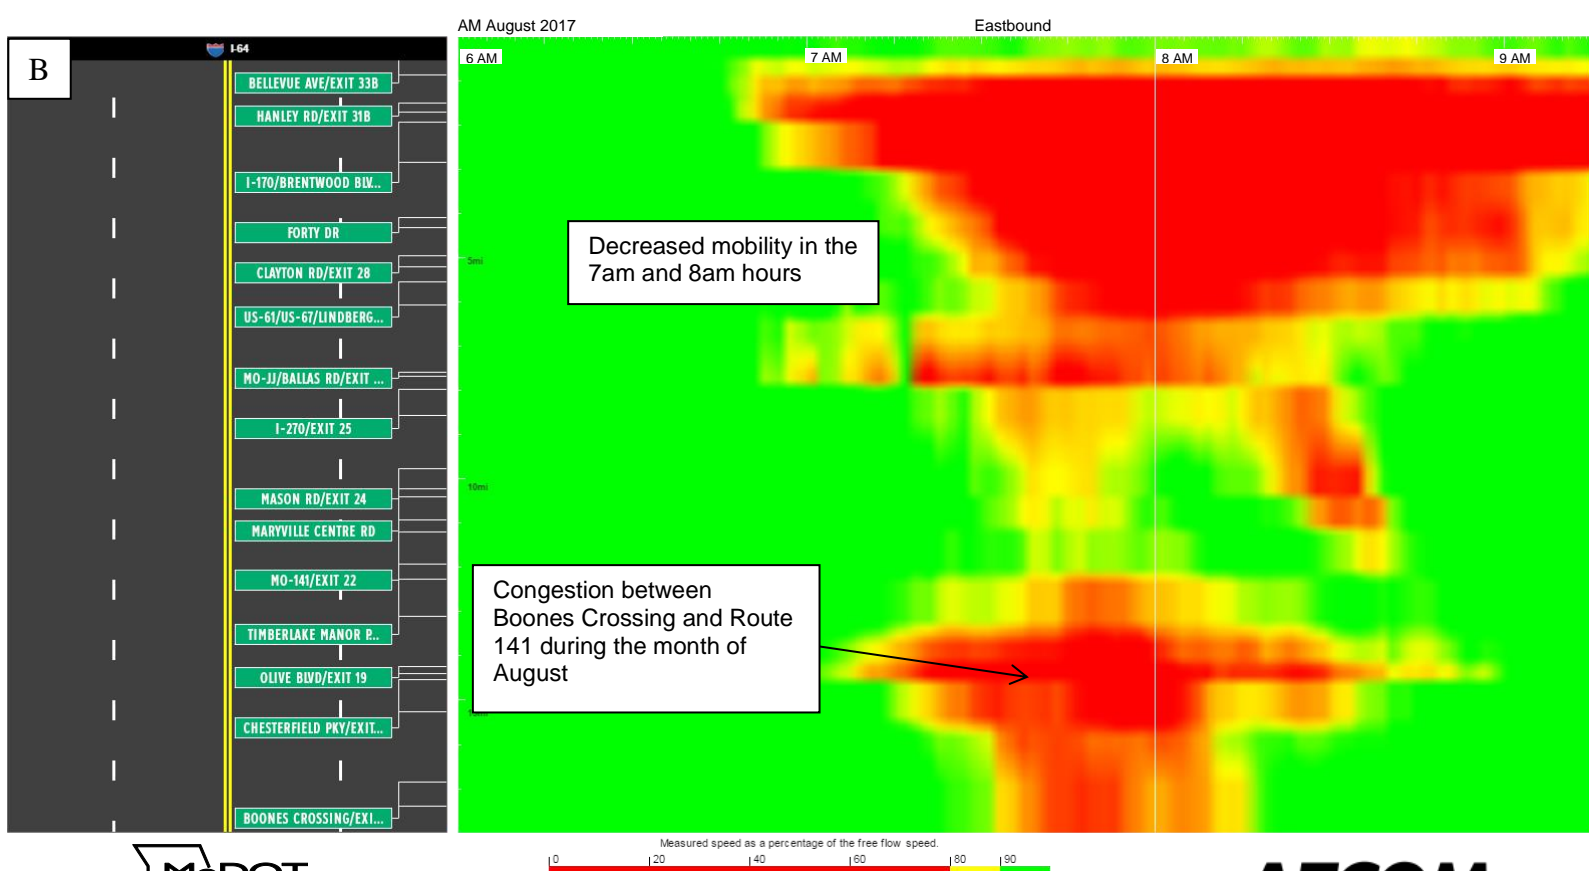 AM August 2017
Eastbound
B
I-64
6 AM
7 AM
8 AM
9 AM
BELLEVUE AVE/EXIT 33B
HANLEY RD/EXIT 31B
I-170/BRENTWOOD BLV...
FORTY DR
CLAYTON RD/EXIT 28
US-61/US-67/LINDBERG...
MO-JJ/BALLAS RD/EXIT ...
I-270/EXIT 25
MASON RD/EXIT 24
MARYVILLE CENTRE RD
MO-141/EXIT 22
TIMBERLAKE MANOR P...
OLIVE BLVD/EXIT 19
CHESTERFIELD PKY/EXIT...
BOONES CROSSING/EXI...
5mi
10mi
Decreased mobility in the
7am and 8am hours
Congestion between
Boones Crossing and Route
141 during the month of
August
Measured speed as a percentage of the free flow speed.
0 20 40 60 80 90
MoDOT
AECOM